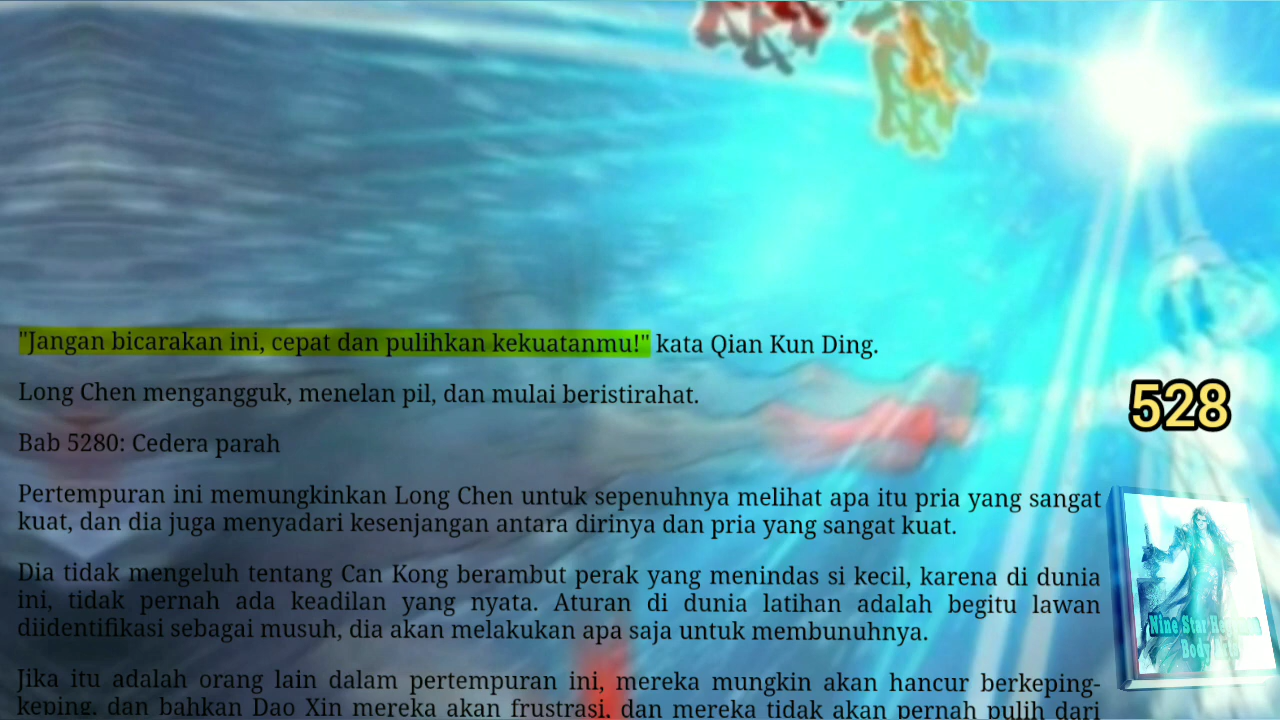 "Jangan bicarakan ini, cepat dan pulihkan kekuatanmu!" kata Qian Kun Ding.
Long Chen mengangguk, menelan pil, dan mulai beristirahat.
Bab 5280: Cedera parah
Pertempuran ini memungkinkan Long Chen untuk sepenuhnya melihat apa itu pria yang sangat
kuat, dan dia juga menyadari kesenjangan antara dirinya dan pria yang sangat kuat.
Dia tidak mengeluh tentang Can Kong berambut perak yang menindas si kecil, karena di dunia
ini, tidak pernah ada keadilan yang nyata. Aturan di dunia latihan adalah begitu lawan
diidentifikasi sebagai musuh, dia akan melakukan apa saja untuk membunuhnya.
Jika itu adalah orang lain dalam pertempuran ini, mereka mungkin akan hancur berkeping-
keping, dan bahkan Dao Xin mereka akan frustrasi, dan mereka tidak akan pernah pulih dari
528
Nine Star
Body